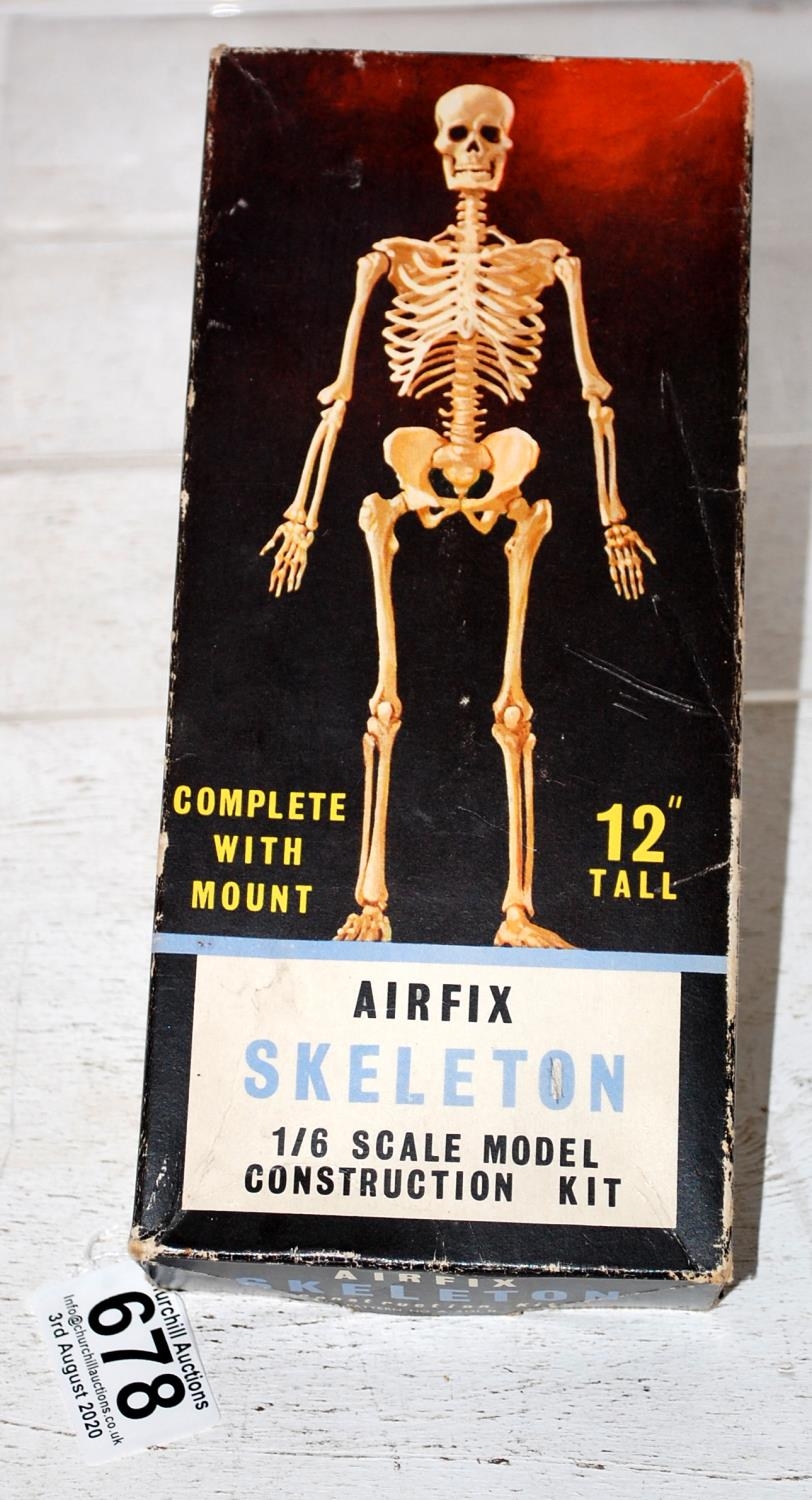 COMPLETE
WITH
MOUNT
12"
TALL
AIRFIX
SKELETON
1/6 SCALE MODEL
CONSTRUCTION KIT
AIRFIX
SKELETON
678
Auctions
Info@churchillauctions.co.uk
3rd August 2020